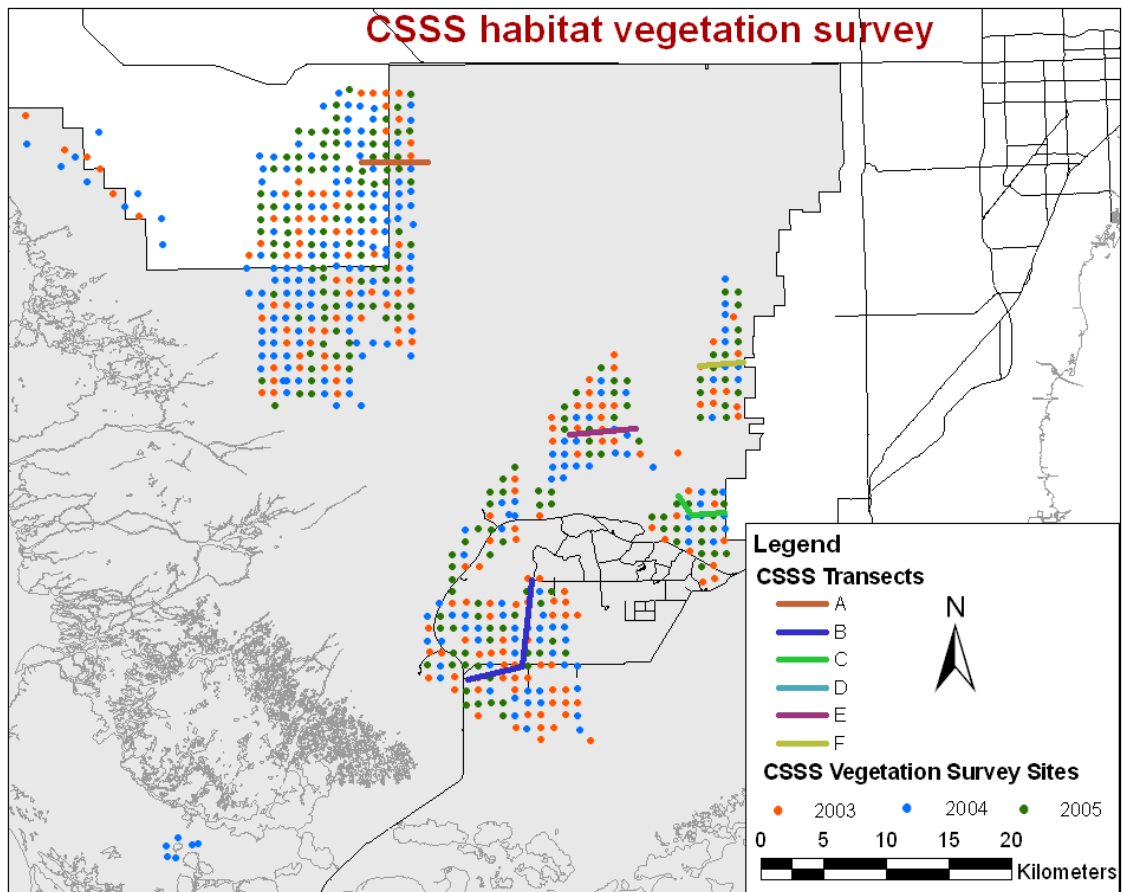 CSSS habitat vegetation survey
Legend
CSSS Transects
A
B
C
D
E
F
N
CSSS Vegetation Survey Sites
2003 2004 2005
0 5 10 20
Kilometers